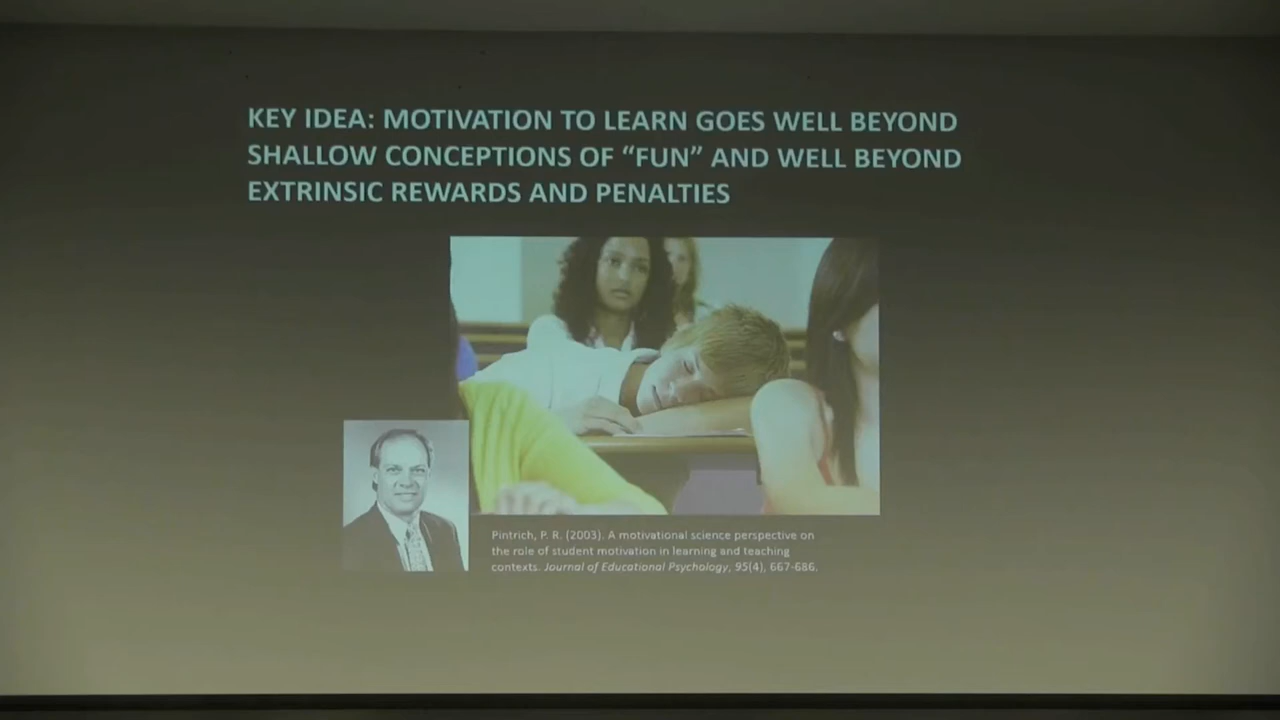 KEY IDEA: MOTIVATION TO LEARN GOES WELL BEYOND
SHALLOW CONCEPTIONS OF “FUN” AND WELL BEYOND
EXTRINSIC REWARDS AND PENALTIES
Pintrich, P. R. (2003). A motivational science perspective on
the role of student motivation in learning and teaching
contexts. Journal of Educational Psychology, 95(4), 667-686.